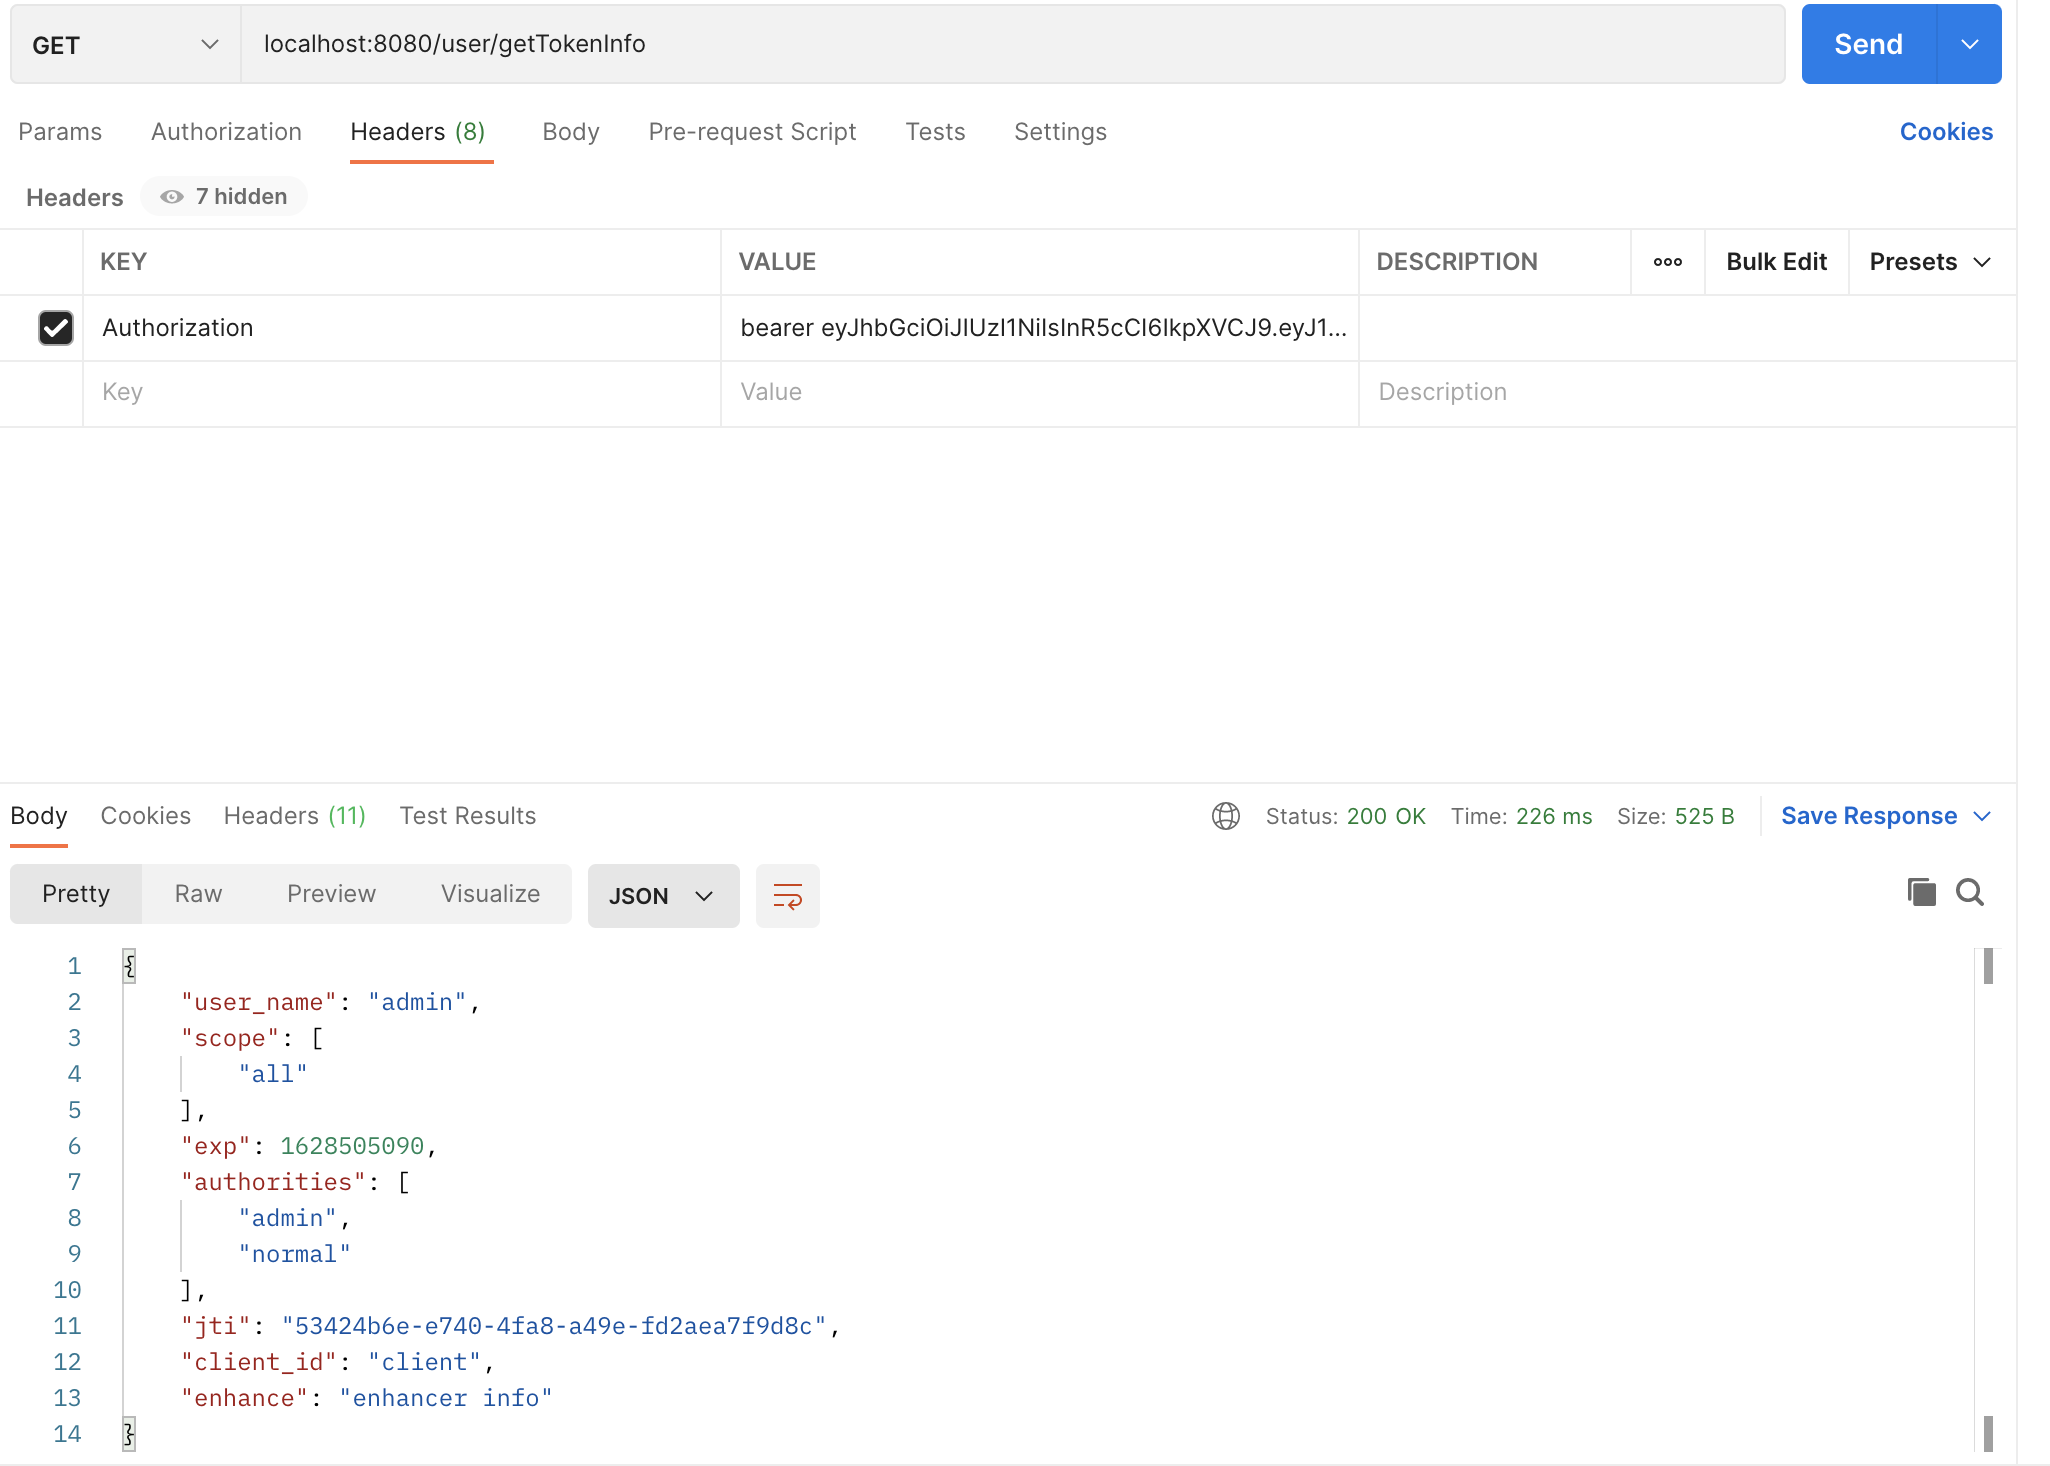 GET localhost:8080/user/getTokenInfo Send
Params Authorization Headers (8) Body Pre-request Script Tests Settings Cookies
Headers 7 hidden
KEY VALUE DESCRIPTION ooo Bulk Edit Presets
Authorization bearer eyJhbGciOiJIUzI1NiIsInR5cCI6IkpXVCJ9.eyJ1...
Key Value Description
Body Cookies Headers (11) Test Results Status: 200 OK Time: 226 ms Size: 525 B Save Response
Pretty Raw Preview Visualize JSON
1 {
2 "user_name": "admin",
3 "scope": [
4 "all"
5 ],
6 "exp": 1628505090,
7 "authorities": [
8 "admin",
9 "normal"
10 ],
11 "jti": "53424b6e-e740-4fa8-a49e-fd2aea7f9d8c",
12 "client_id": "client",
13 "enhance": "enhancer info"
14 }